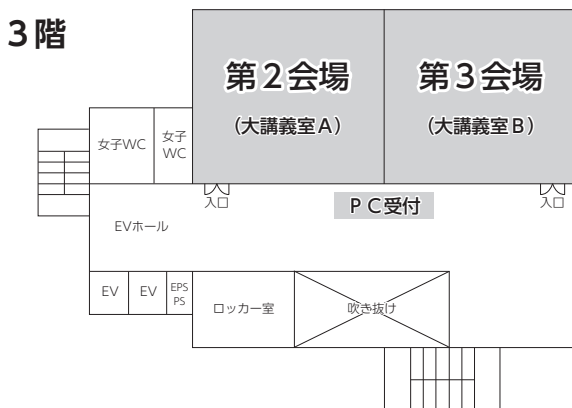 3階
第2会場
(大講義室A)
第3会場
(大講義室B)
女子WC
女子
WC
入口
PC受付
入口
EVホール
EV
EV
EPS
PS
ロッカー室
吹き抜け